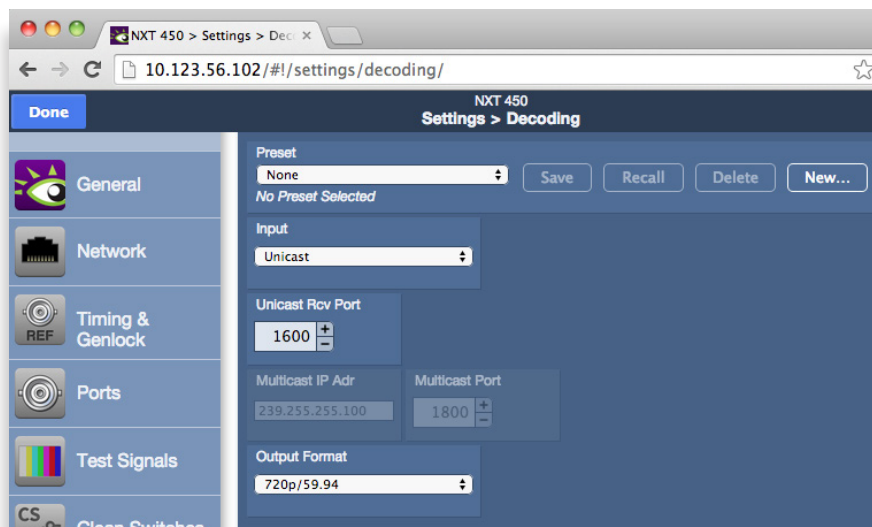 NXT 450 > Settings > Dec
10.123.56.102/#!/settings/decoding/
Done
NXT 450
Settings > Decoding
General
Network
REF
Timing &
Genlock
Ports
Test Signals
CS
Clean Switches
Preset
None
Save
Recall
Delete
New...
No Preset Selected
Input
Unicast
Unicast Rcv Port
1600
+
−
Multicast IP Adr
Multicast Port
239.255.255.100
1800
+
−
Output Format
720p/59.94